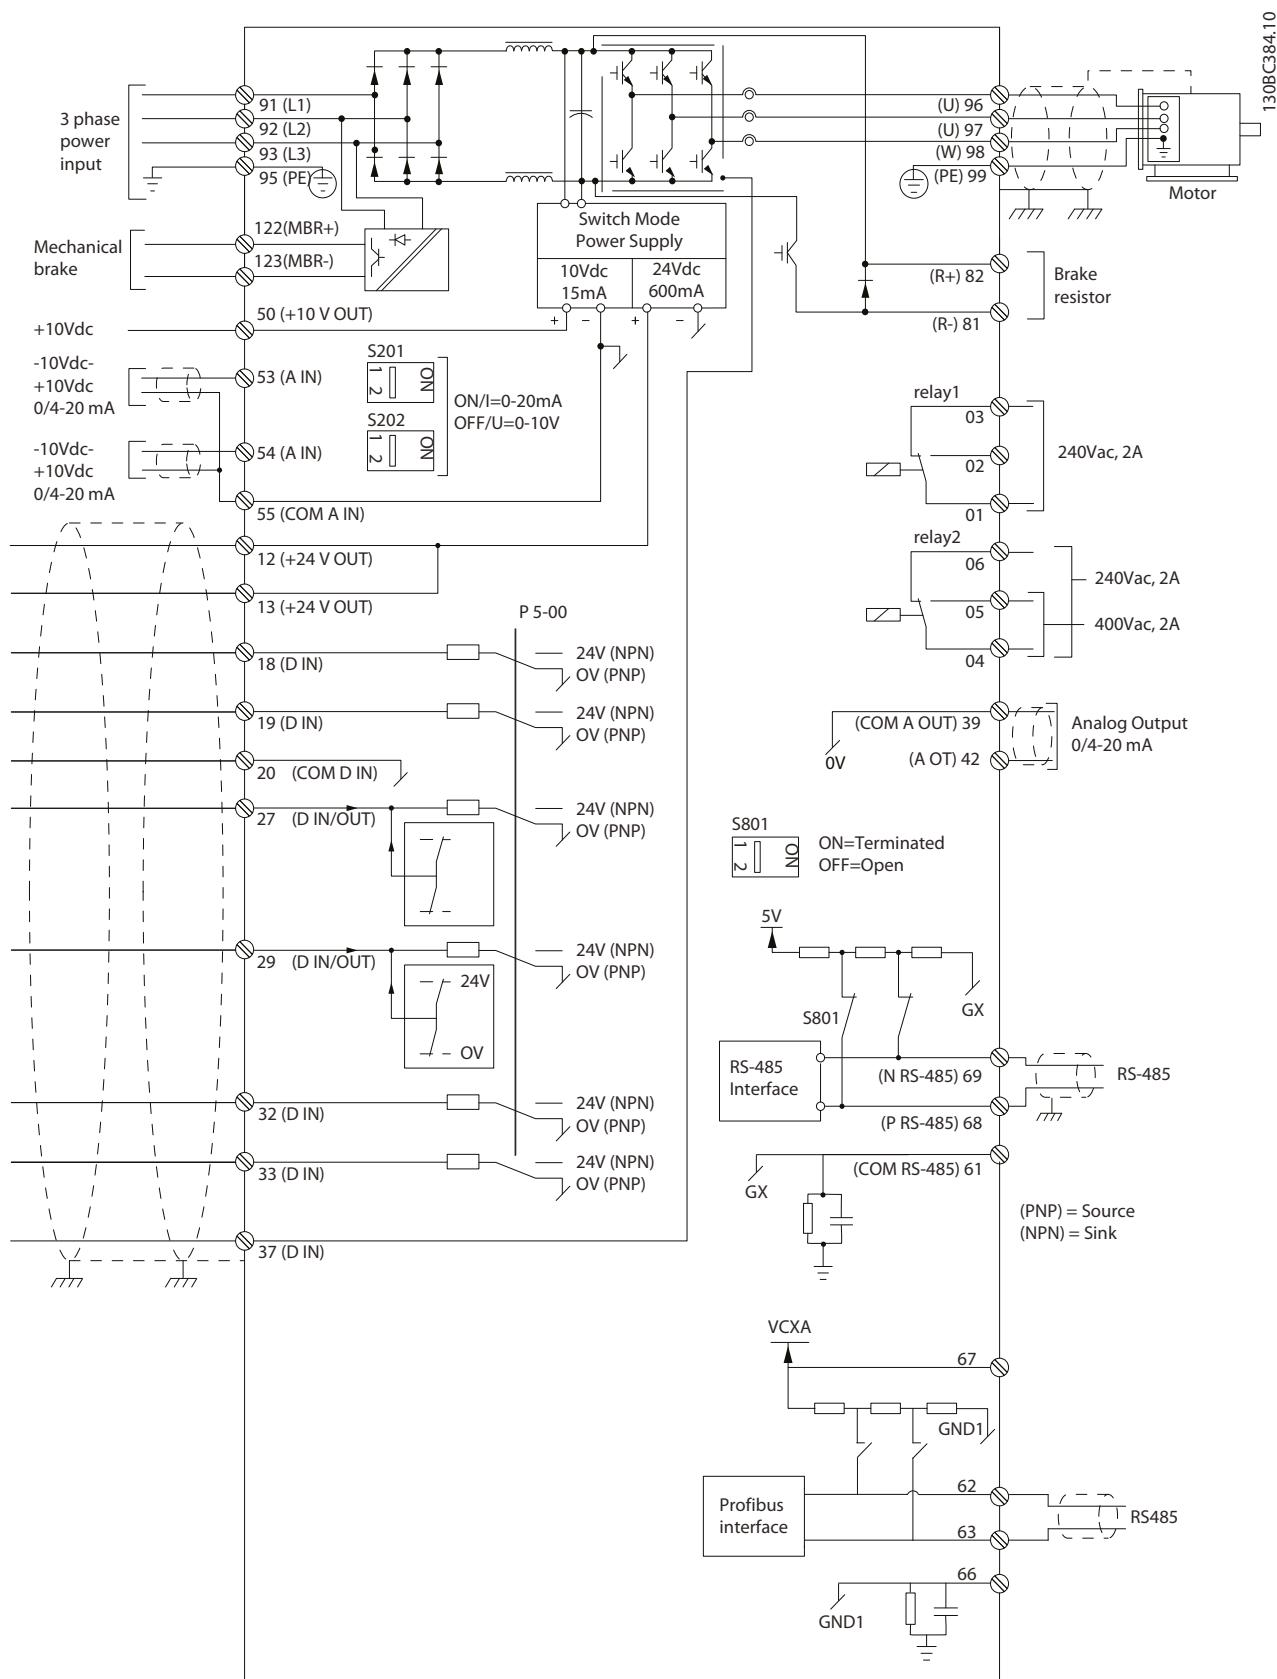 130BC384.10
3 phase
power
input
91 (L1)
92 (L2)
93 (L3)
95 (PE)
(U) 96
(U) 97
(W) 98
(PE) 99
Motor
Mechanical
brake
122(MBR+)
123(MBR-)
Switch Mode
Power Supply
10Vdc
15mA
24Vdc
600mA
+
-
+
-
(R+) 82
(R-) 81
Brake
resistor
+10Vdc
50 (+10 V OUT)
-10Vdc-
+10Vdc
0/4-20 mA
53 (A IN)
S201
1
2
ON
S202
1
2
ON
ON/I=0-20mA
OFF/U=0-10V
-10Vdc-
+10Vdc
0/4-20 mA
54 (A IN)
55 (COM A IN)
relay1
03
02
01
240Vac, 2A
relay2
06
05
04
240Vac, 2A
400Vac, 2A
12 (+24 V OUT)
13 (+24 V OUT)
P 5-00
18 (D IN)
24V (NPN)
OV (PNP)
19 (D IN)
24V (NPN)
OV (PNP)
20 (COM D IN)
27 (D IN/OUT)
24V (NPN)
OV (PNP)
29 (D IN/OUT)
24V (NPN)
OV (PNP)
24V
OV
32 (D IN)
24V (NPN)
OV (PNP)
33 (D IN)
24V (NPN)
OV (PNP)
37 (D IN)
(COM A OUT) 39
0V
(A OT) 42
Analog Output
0/4-20 mA
S801
1
2
ON
ON=Terminated
OFF=Open
5V
GX
S801
RS-485
Interface
(N RS-485) 69
(P RS-485) 68
RS-485
(COM RS-485) 61
GX
(PNP) = Source
(NPN) = Sink
VCXA
67
GND1
Profibus
interface
62
63
RS485
66
GND1